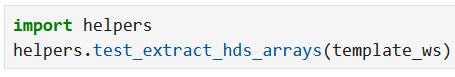 import helpers
helpers.test_extract_hds_arrays(template_ws)